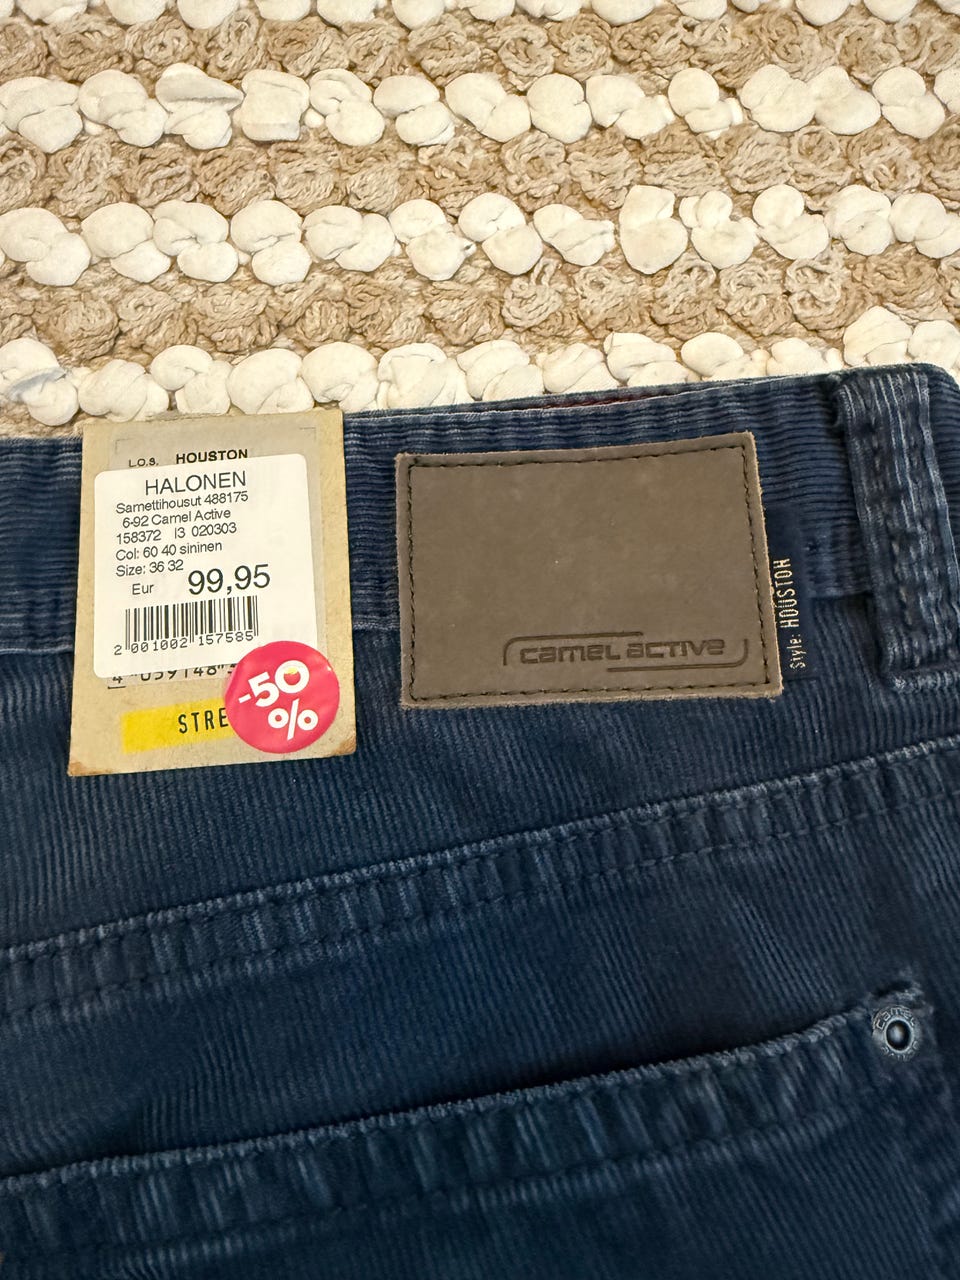 L.O.S. HOUSTON
HALONEN
Samettihousut 488175
6-92 Camel Active
158372 I3 020303
Col: 60 40 sininen
Size: 36 32
Eur 99,95
2 001002 157585
-50
%
camel active
Style: HOUSTON